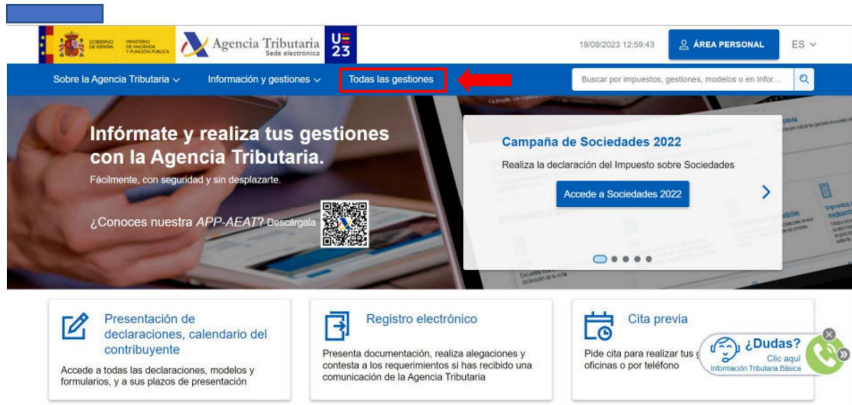 GOBIERNO DE ESPAÑA
MINISTERIO DE HACIENDA Y FUNCIÓN PÚBLICA
Agencia Tributaria
Sede electrónica
UE 23
19/09/2023 12:59:43
ÁREA PERSONAL
ES
Sobre la Agencia Tributaria
Información y gestiones
Todas las gestiones
Buscar por impuestos, gestiones, modelos o en Infor...
Infórmate y realiza tus gestiones
con la Agencia Tributaria.
Fácilmente, con seguridad y sin desplazarte.
¿Conoces nuestra APP-AEAT? Descárgala
Campaña de Sociedades 2022
Realiza la declaración del Impuesto sobre Sociedades
Accede a Sociedades 2022
Presentación de
declaraciones, calendario del
contribuyente
Accede a todas las declaraciones, modelos y
formularios, y a sus plazos de presentación
Registro electrónico
Presenta documentación, realiza alegaciones y
contesta a los requerimientos si has recibido una
comunicación de la Agencia Tributaria
Cita previa
Pide cita para realizar tus
oficinas o por teléfono
¿Dudas?
Clic aquí
Información Tributaria Básica